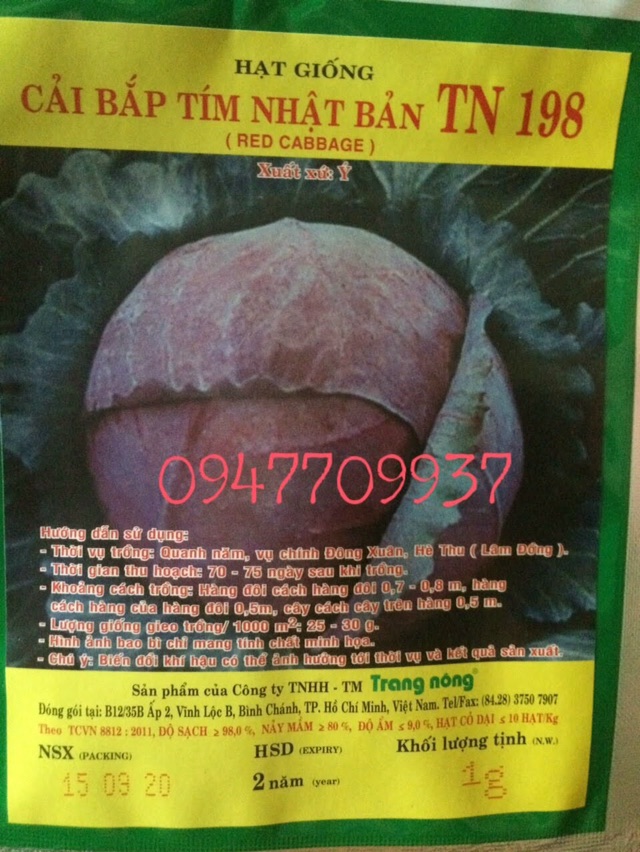 HẠT GIỐNG
CẢI BẮP TÍM NHẬT BẢN TN 198
( RED CABBAGE )
Xuất xứ: Ý
0947709937
Hướng dẫn sử dụng:
- Thời vụ trồng: Quanh năm, vụ chính Đông Xuân, Hè Thu ( Lâm Đồng ).
- Thời gian thu hoạch: 70 - 75 ngày sau khi trồng.
- Khoảng cách trồng: Hàng đôi cách hàng đôi 0,7 - 0,8 m, hàng
cách hàng của hàng đôi 0,5m, cây cách cây trên hàng 0,5 m.
- Lượng giống gieo trồng/ 1000 m²: 25 - 30 g.
- Hình ảnh bao bì chỉ mang tính chất minh họa.
- Chú ý: Biến đổi khí hậu có thể ảnh hưởng tới thời vụ và kết quả sản xuất.
Sản phẩm của Công ty TNHH - TM Trang nông®
Đóng gói tại: B12/35B Ấp 2, Vĩnh Lộc B, Bình Chánh, TP. Hồ Chí Minh, Việt Nam. Tel/Fax: (84.28) 3750 7907
Theo TCVN 8812 : 2011, ĐỘ SẠCH ≥ 98,0 %, NẢY MẦM ≥ 80 %, ĐỘ ẨM ≤ 9,0 %, HẠT CỎ DẠI ≤ 10 HẠT/Kg
NSX (PACKING) HSD (EXPIRY) Khối lượng tịnh (N.W.)
15 09 20 2 năm (year) 1g